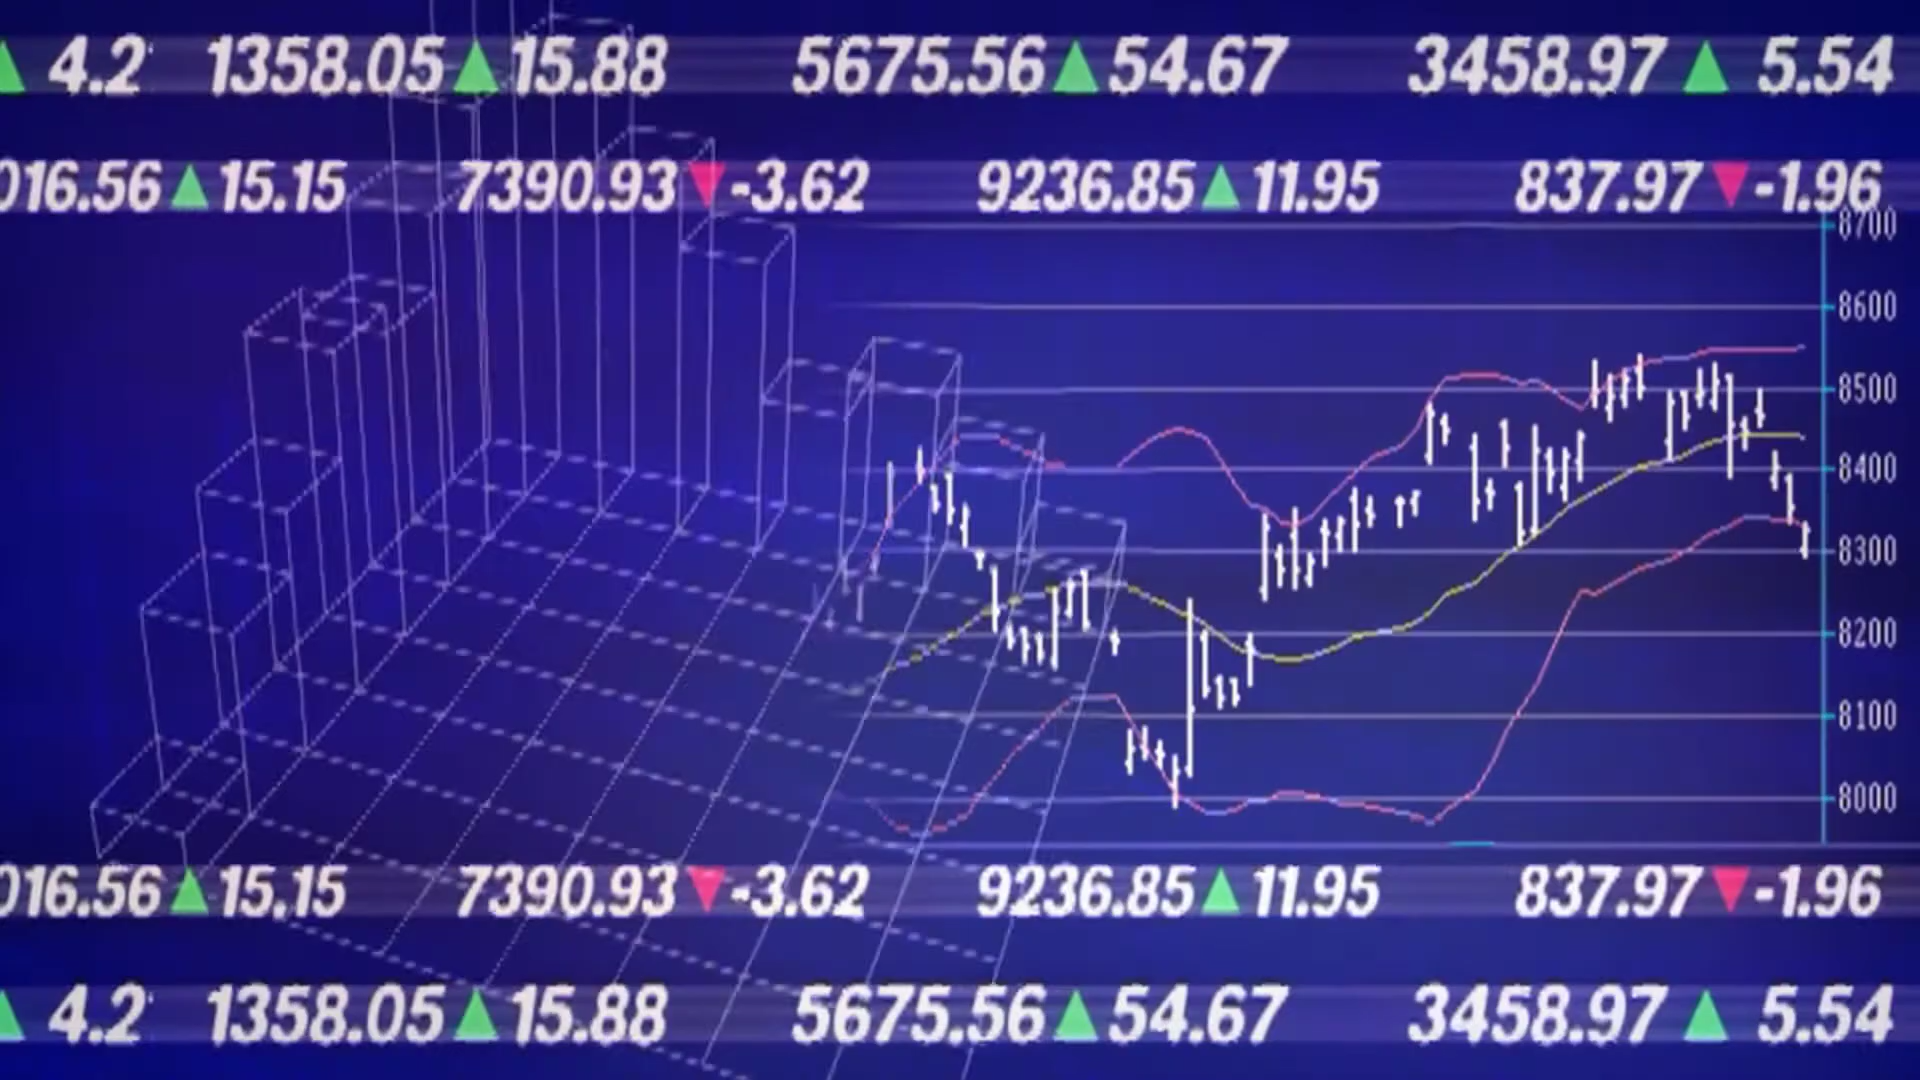 4.2 1358.05 ▲ 15.88 5675.56 ▲ 54.67 3458.97 ▲ 5.54
016.56 ▲ 15.15 7390.93 ▼ -3.62 9236.85 ▲ 11.95 837.97 ▼ -1.96
8700
8600
8500
8400
8300
8200
8100
8000
016.56 ▲ 15.15 7390.93 ▼ -3.62 9236.85 ▲ 11.95 837.97 ▼ -1.96
4.2 1358.05 ▲ 15.88 5675.56 ▲ 54.67 3458.97 ▲ 5.54